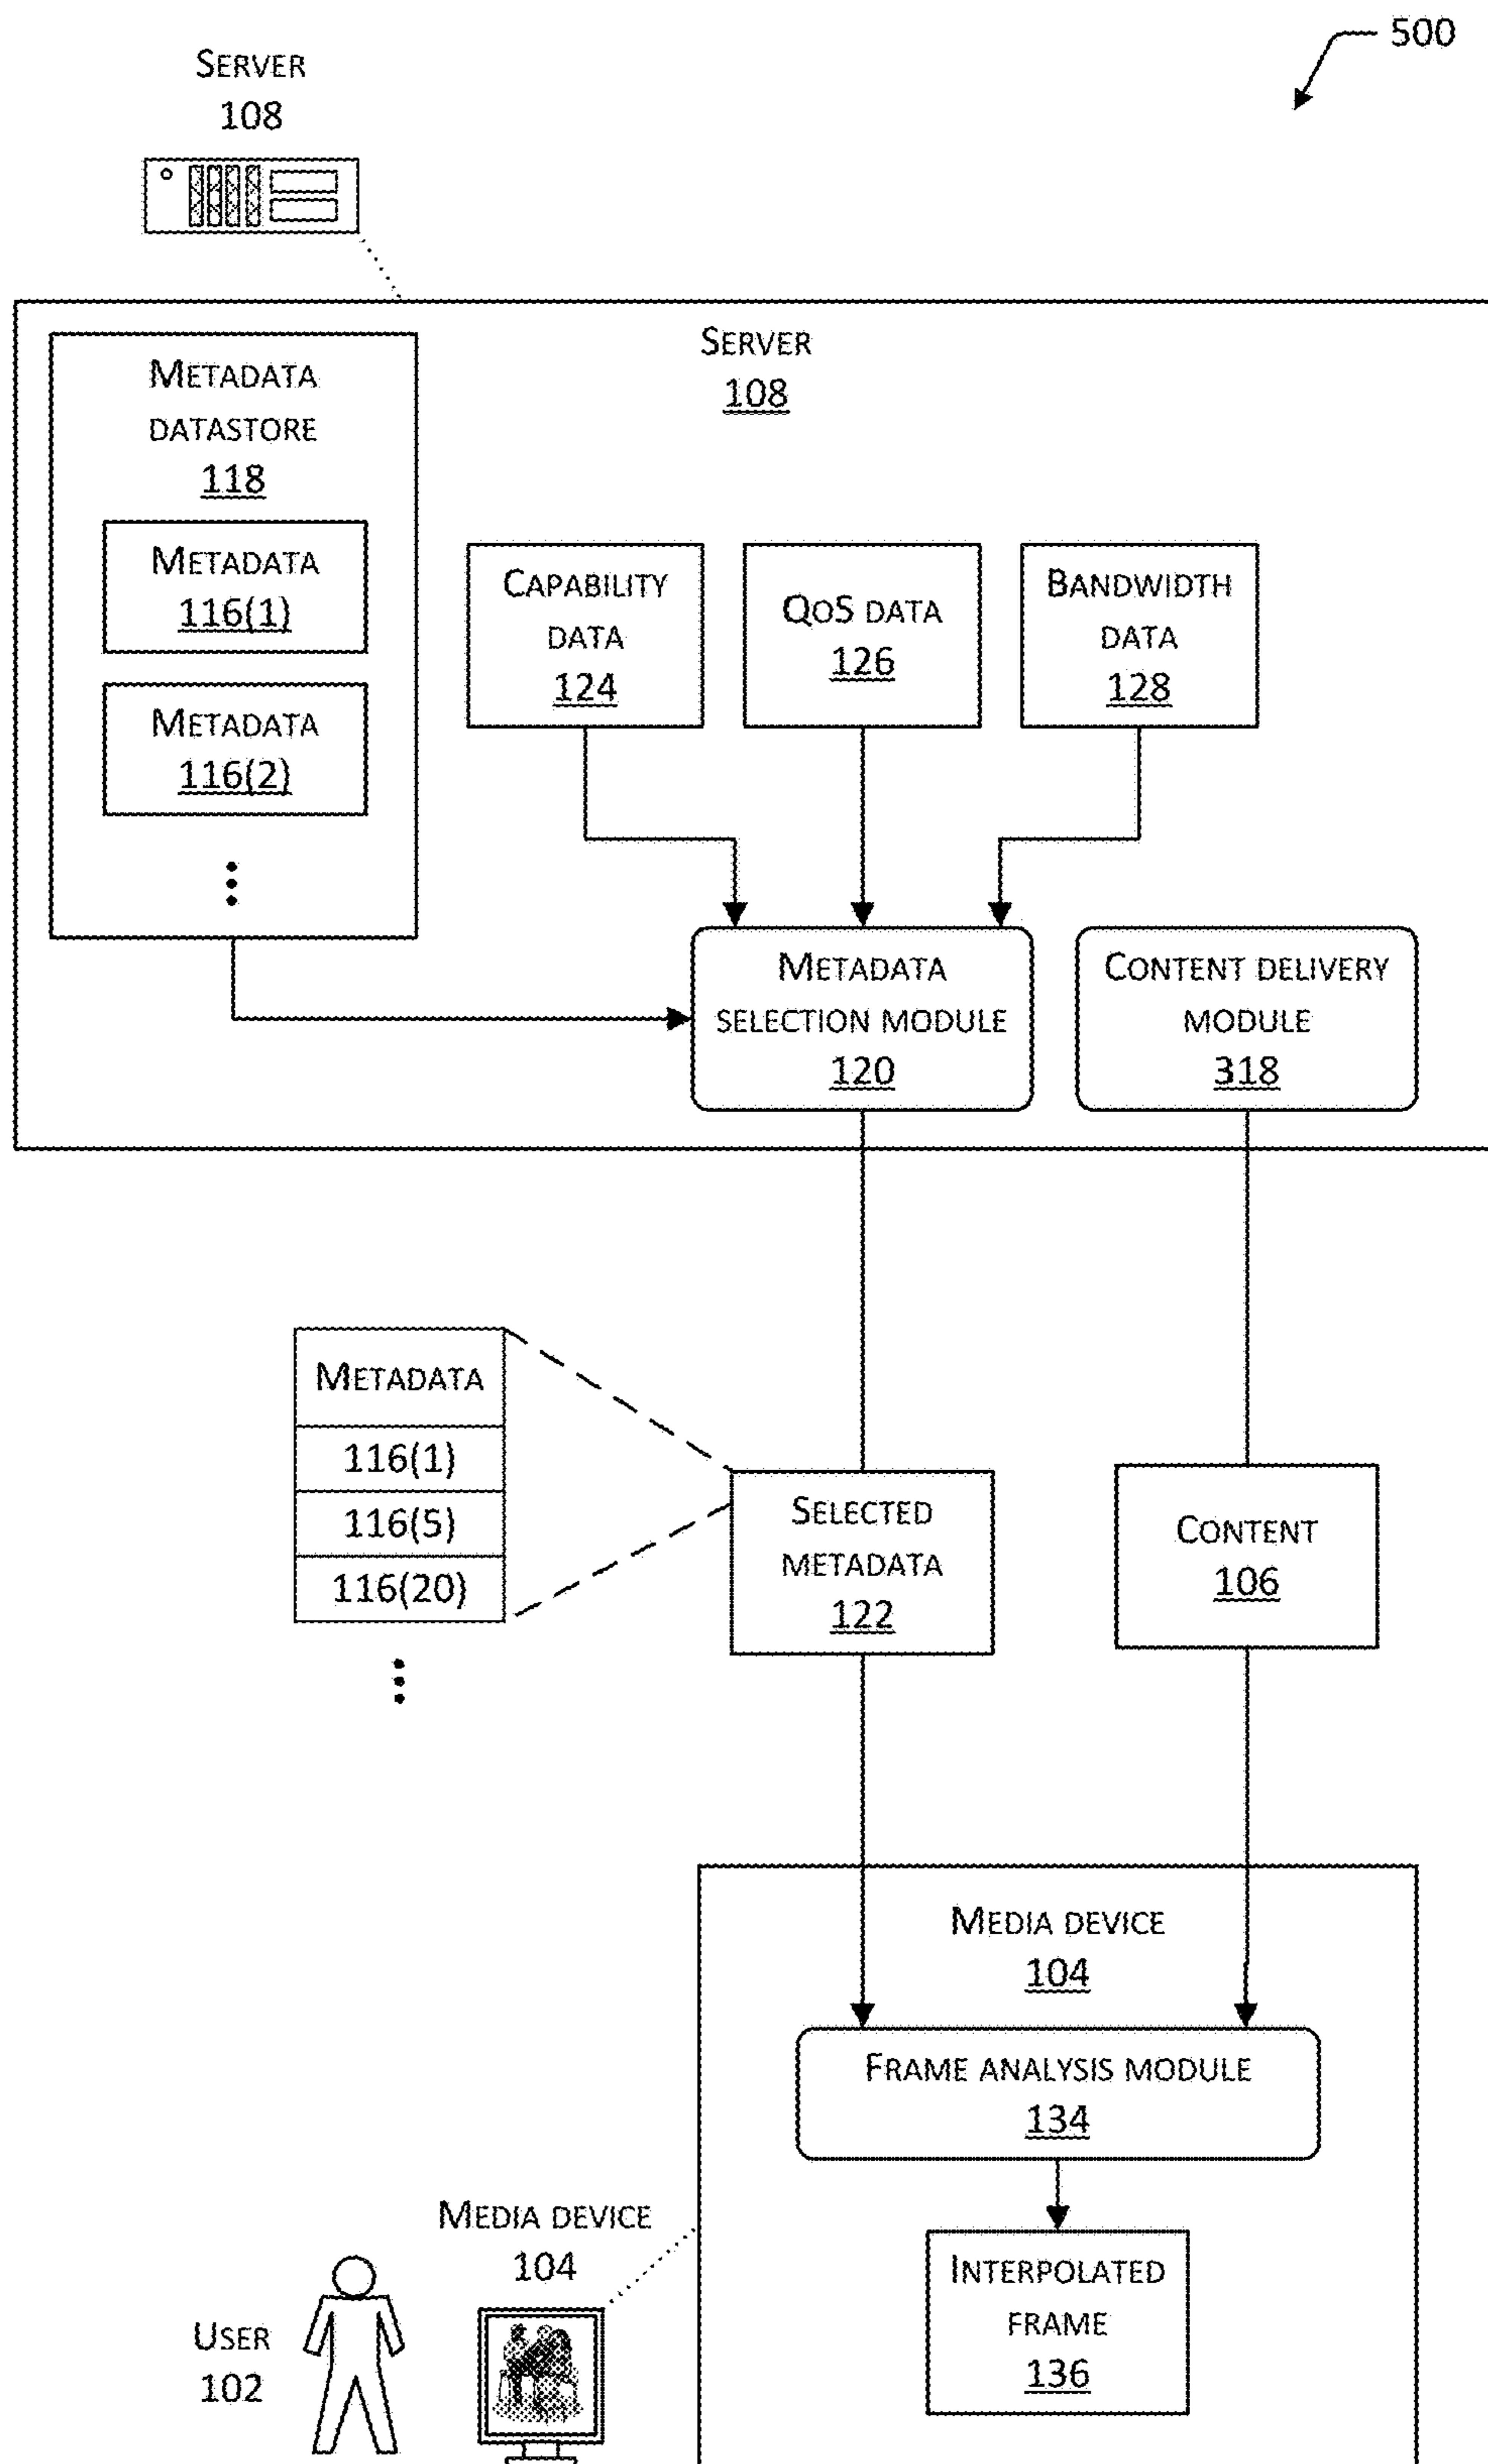 500
SERVER
108
SERVER
108
METADATA
DATASTORE
118
METADATA
116(1)
METADATA
116(2)
CAPABILITY
DATA
124
QOS DATA
126
BANDWIDTH
DATA
128
METADATA
SELECTION MODULE
120
CONTENT DELIVERY
MODULE
318
METADATA
116(1)
116(5)
116(20)
SELECTED
METADATA
122
CONTENT
106
MEDIA DEVICE
104
FRAME ANALYSIS MODULE
134
INTERPOLATED
FRAME
136
MEDIA DEVICE
104
USER
102